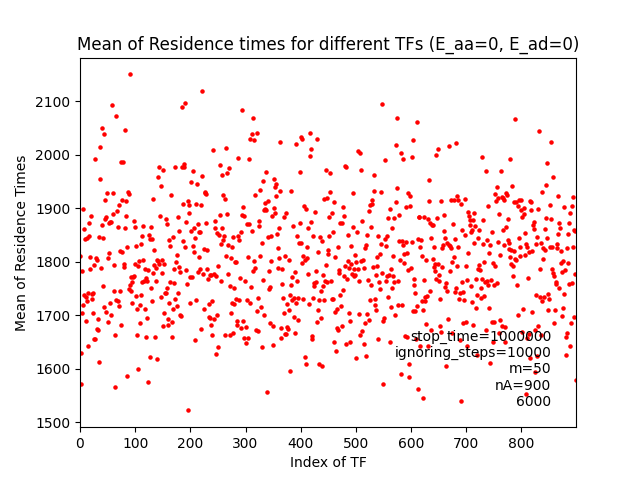 Mean of Residence times for different TFs (E_aa=0, E_ad=0)
Mean of Residence Times
2100
2000
1900
1800
1700
1600
1500
stop_time=1000000
ignoring_steps=10000
m=50
nA=900
6000
0 100 200 300 400 500 600 700 800
Index of TF